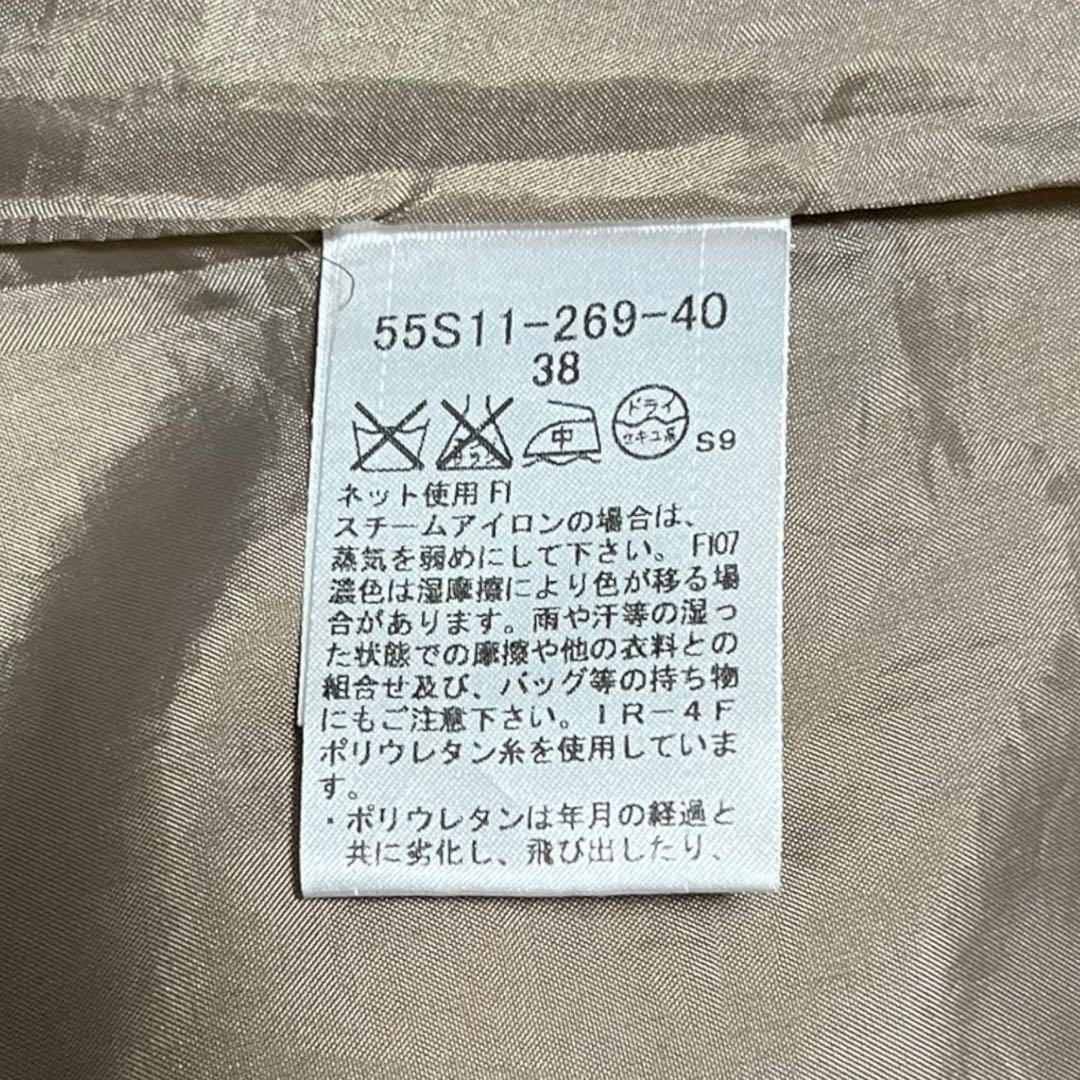 55S11-269-40
38
中
ドライ
セキユ系
S9
ネット使用 FI
スチームアイロンの場合は、
蒸気を弱めにして下さい。 FI07
濃色は湿摩擦により色が移る場
合があります。雨や汗等の湿っ
た状態での摩擦や他の衣料との
組合せ及び、バッグ等の持ち物
にもご注意下さい。 IR-4F
ポリウレタン糸を使用していま
す。
・ポリウレタンは年月の経過と
共に劣化し、飛び出したり、